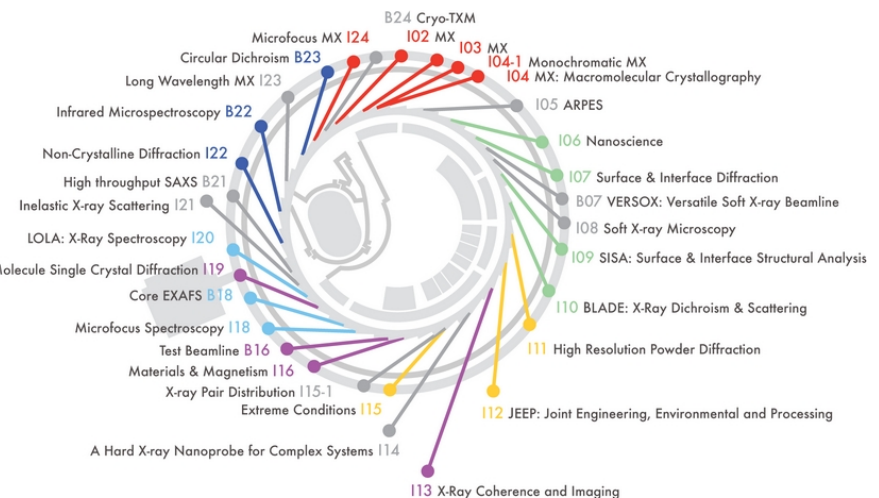 B24 Cryo-TXM
Microfocus MX I24
I02 MX
I03 MX
Circular Dichroism B23
I04-1 Monochromatic MX
Long Wavelength MX I23
I04 MX: Macromolecular Crystallography
I05 ARPES
Infrared Microspectroscopy B22
I06 Nanoscience
Non-Crystalline Diffraction I22
I07 Surface & Interface Diffraction
High throughput SAXS B21
B07 VERSOX: Versatile Soft X-ray Beamline
Inelastic X-ray Scattering I21
I08 Soft X-ray Microscopy
LOLA: X-Ray Spectroscopy I20
I09 SISA: Surface & Interface Structural Analysis
Molecule Single Crystal Diffraction I19
Core EXAFS B18
I10 BLADE: X-Ray Dichroism & Scattering
Microfocus Spectroscopy I18
Test Beamline B16
I11 High Resolution Powder Diffraction
Materials & Magnetism I16
X-ray Pair Distribution I15-1
Extreme Conditions I15
I12 JEEP: Joint Engineering, Environmental and Processing
A Hard X-ray Nanoprobe for Complex Systems I14
I13 X-Ray Coherence and Imaging